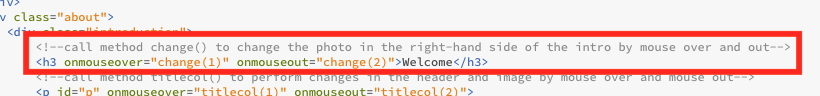 v class="about">
<div class="introduction">
<!--call method change() to change the photo in the right-hand side of the intro by mouse over and out-->
<h3 onmouseover="change(1)" onmouseout="change(2)">Welcome</h3>
<!--call method titlecol() to perform changes in the header and image by mouse over and mouse out-->
<p id="p" onmouseover="titlecol(1)" onmouseout="titlecol(2)">